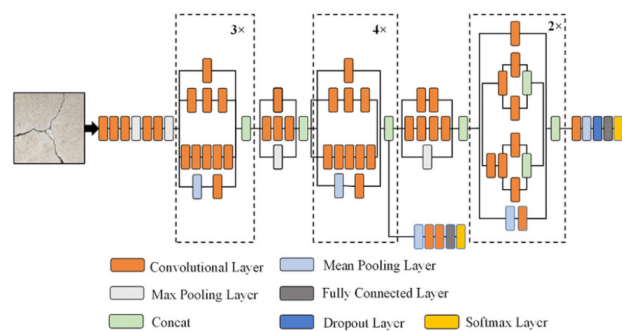 3× 4× 2×
Convolutional Layer Mean Pooling Layer
Max Pooling Layer Fully Connected Layer
Concat Dropout Layer Softmax Layer